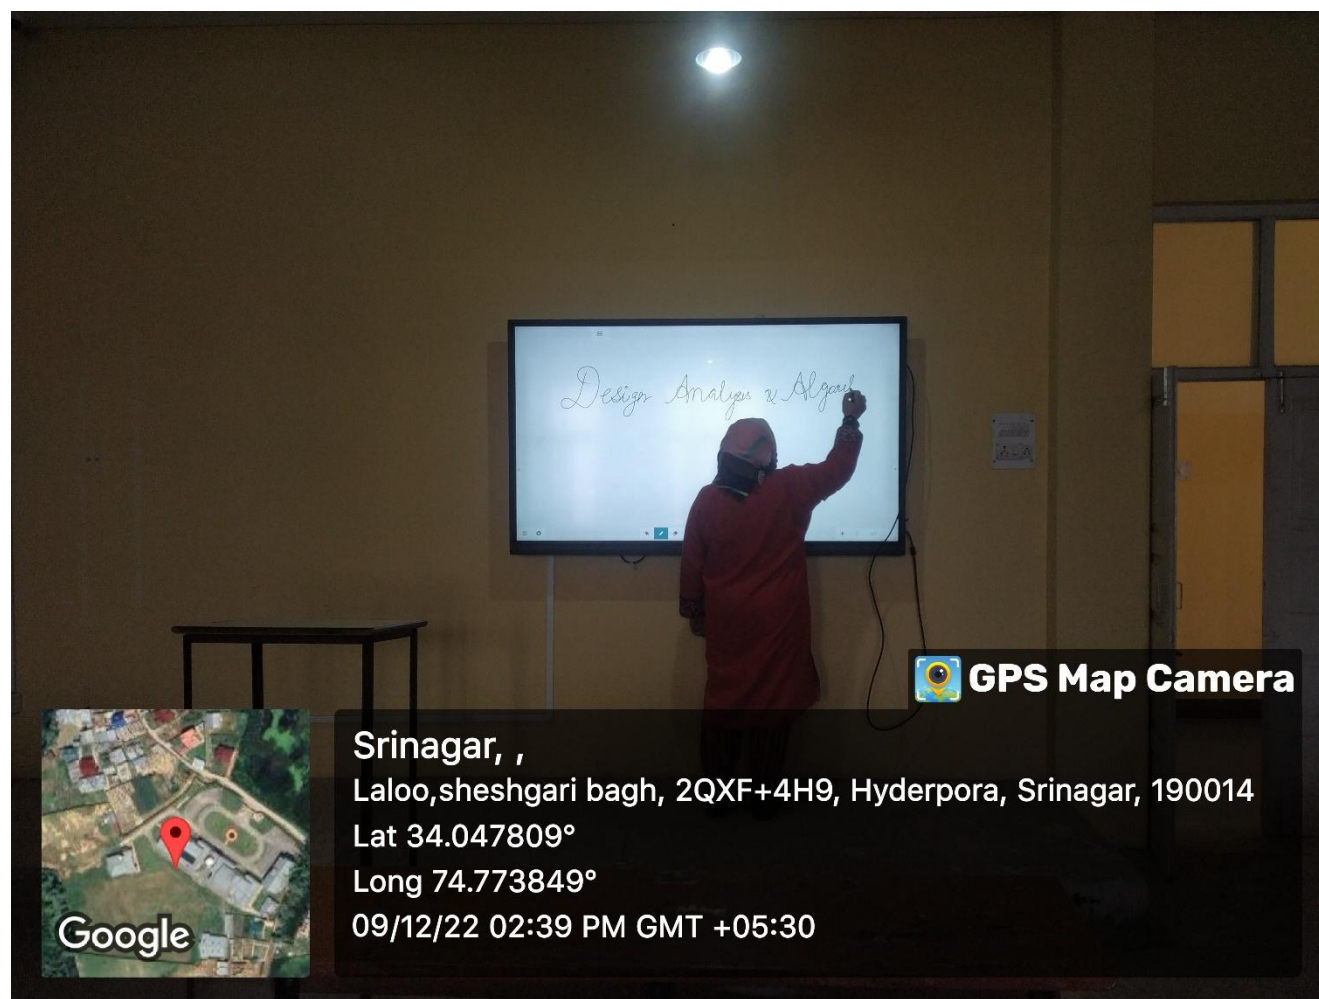 Design Analysis & Algorith
GPS Map Camera
Srinagar, ,
Laloo,sheshgari bagh, 2QXF+4H9, Hyderpora, Srinagar, 190014
Lat 34.047809°
Long 74.773849°
09/12/22 02:39 PM GMT +05:30
Google